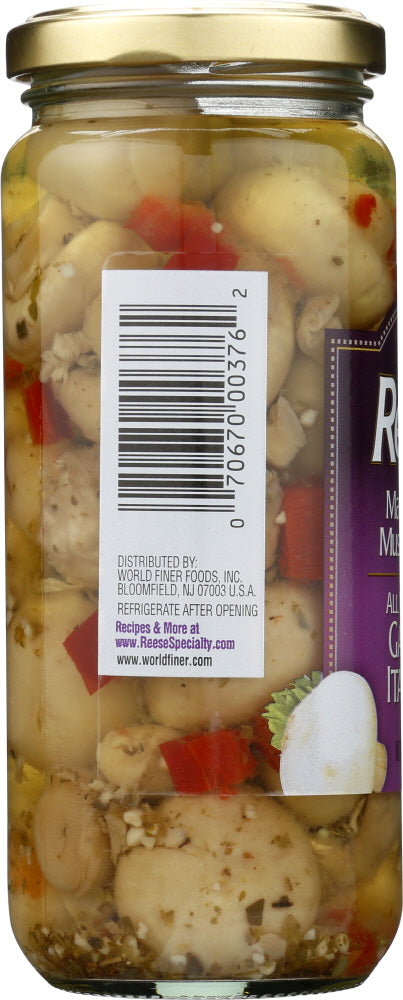 0 70670 00376 2
DISTRIBUTED BY:
WORLD FINER FOODS, INC.
BLOOMFIELD, NJ 07003 U.S.A.
REFRIGERATE AFTER OPENING
Recipes & More at
www.ReeseSpecialty.com
www.worldfiner.com
Re
Ma
Mus
ALL
G
ITA